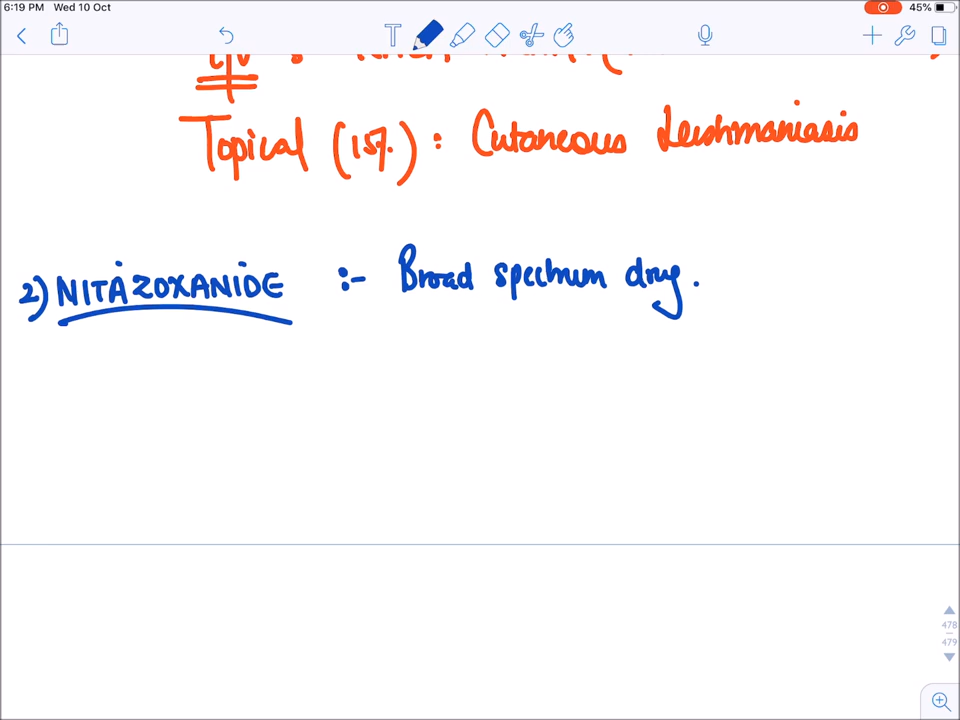 6:19 PM Wed 10 Oct 45%
Topical (15%) : Cutaneous Leishmaniasis
2) NITAZOXANIDE :- Broad spectrum drug.
478
479